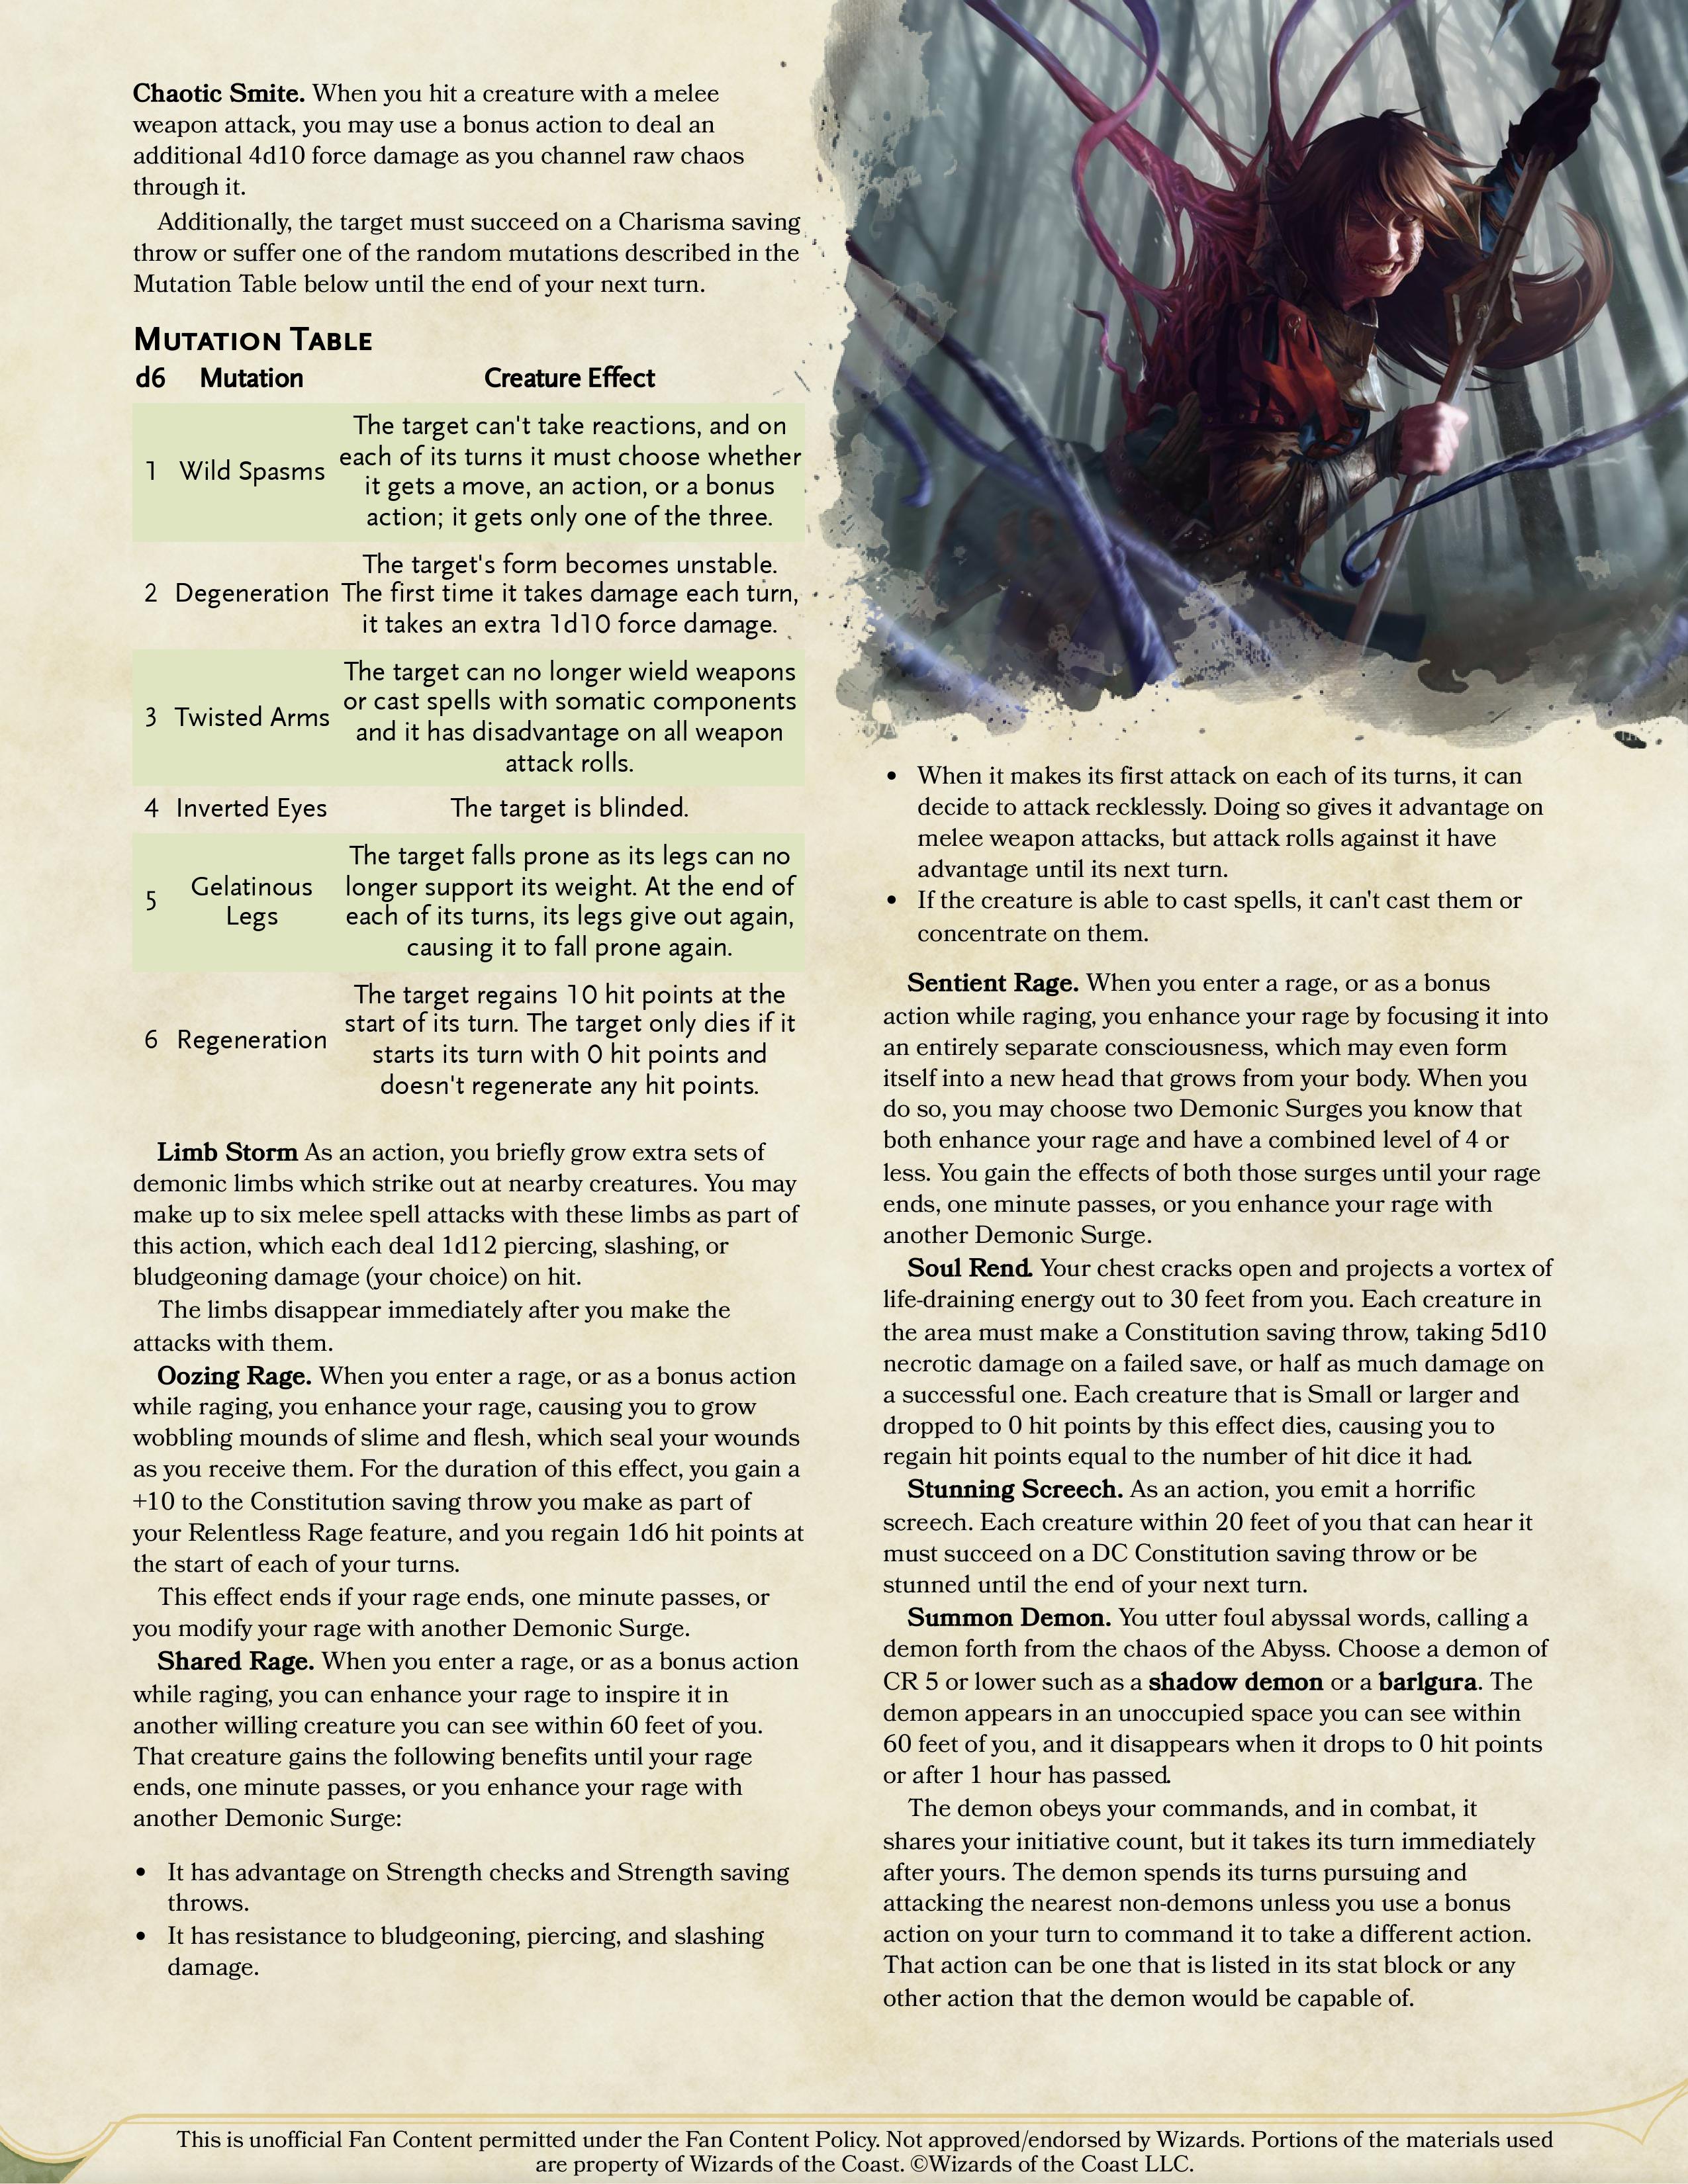 Chaotic Smite. When you hit a creature with a melee
weapon attack, you may use a bonus action to deal an
additional 4d10 force damage as you channel raw chaos
through it.
Additionally, the target must succeed on a Charisma saving
throw or suffer one of the random mutations described in the
Mutation Table below until the end of your next turn.
Mutation Table
d6 Mutation Creature Effect
The target can't take reactions, and on
each of its turns it must choose whether
1 Wild Spasms
it gets a move, an action, or a bonus
action; it gets only one of the three.
The target's form becomes unstable.
2 Degeneration The first time it takes damage each turn,
it takes an extra 1d10 force damage.
The target can no longer wield weapons
or cast spells with somatic components
3 Twisted Arms
and it has disadvantage on all weapon
attack rolls.
4 Inverted Eyes The target is blinded.
The target falls prone as its legs can no
Gelatinous longer support its weight. At the end of
5
Legs each of its turns, its legs give out again,
causing it to fall prone again.
The target regains 10 hit points at the
start of its turn. The target only dies if it
6 Regeneration
starts its turn with 0 hit points and
doesn't regenerate any hit points.
Limb Storm As an action, you briefly grow extra sets of
demonic limbs which strike out at nearby creatures. You may
make up to six melee spell attacks with these limbs as part of
this action, which each deal 1d12 piercing, slashing, or
bludgeoning damage (your choice) on hit.
The limbs disappear immediately after you make the
attacks with them.
Oozing Rage. When you enter a rage, or as a bonus action
while raging, you enhance your rage, causing you to grow
wobbling mounds of slime and flesh, which seal your wounds
as you receive them. For the duration of this effect, you gain a
+10 to the Constitution saving throw you make as part of
your Relentless Rage feature, and you regain 1d6 hit points at
the start of each of your turns.
This effect ends if your rage ends, one minute passes, or
you modify your rage with another Demonic Surge.
Shared Rage. When you enter a rage, or as a bonus action
while raging, you can enhance your rage to inspire it in
another willing creature you can see within 60 feet of you.
That creature gains the following benefits until your rage
ends, one minute passes, or you enhance your rage with
another Demonic Surge:
• It has advantage on Strength checks and Strength saving
throws.
• It has resistance to bludgeoning, piercing, and slashing
damage.
• When it makes its first attack on each of its turns, it can
decide to attack recklessly. Doing so gives it advantage on
melee weapon attacks, but attack rolls against it have
advantage until its next turn.
• If the creature is able to cast spells, it can't cast them or
concentrate on them.
Sentient Rage. When you enter a rage, or as a bonus
action while raging, you enhance your rage by focusing it into
an entirely separate consciousness, which may even form
itself into a new head that grows from your body. When you
do so, you may choose two Demonic Surges you know that
both enhance your rage and have a combined level of 4 or
less. You gain the effects of both those surges until your rage
ends, one minute passes, or you enhance your rage with
another Demonic Surge.
Soul Rend. Your chest cracks open and projects a vortex of
life-draining energy out to 30 feet from you. Each creature in
the area must make a Constitution saving throw, taking 5d10
necrotic damage on a failed save, or half as much damage on
a successful one. Each creature that is Small or larger and
dropped to 0 hit points by this effect dies, causing you to
regain hit points equal to the number of hit dice it had.
Stunning Screech. As an action, you emit a horrific
screech. Each creature within 20 feet of you that can hear it
must succeed on a DC Constitution saving throw or be
stunned until the end of your next turn.
Summon Demon. You utter foul abyssal words, calling a
demon forth from the chaos of the Abyss. Choose a demon of
CR 5 or lower such as a shadow demon or a barlgura. The
demon appears in an unoccupied space you can see within
60 feet of you, and it disappears when it drops to 0 hit points
or after 1 hour has passed.
The demon obeys your commands, and in combat, it
shares your initiative count, but it takes its turn immediately
after yours. The demon spends its turns pursuing and
attacking the nearest non-demons unless you use a bonus
action on your turn to command it to take a different action.
That action can be one that is listed in its stat block or any
other action that the demon would be capable of.
This is unofficial Fan Content permitted under the Fan Content Policy. Not approved/endorsed by Wizards. Portions of the materials used
are property of Wizards of the Coast. ©Wizards of the Coast LLC.